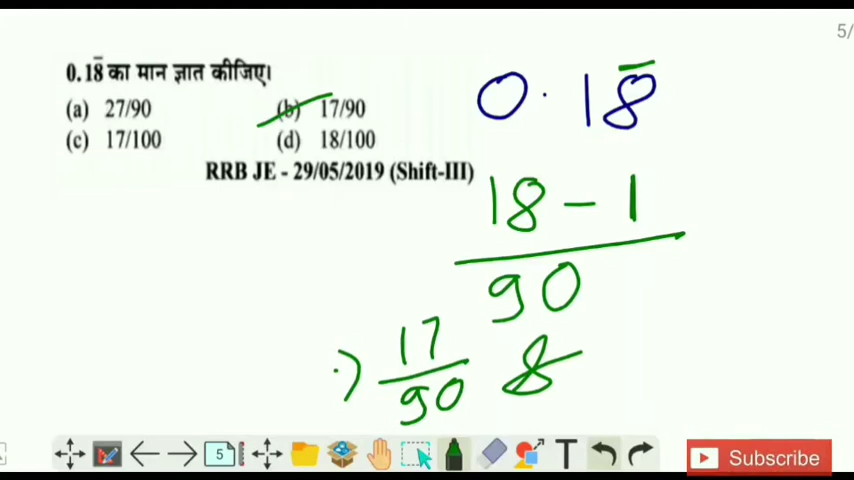 5/
0.18̅ का मान ज्ञात कीजिए।
0.18̅
(a) 27/90 (b) 17/90
(c) 17/100 (d) 18/100
RRB JE - 29/05/2019 (Shift-III)
18 - 1
90
17
90
5
T
Subscribe